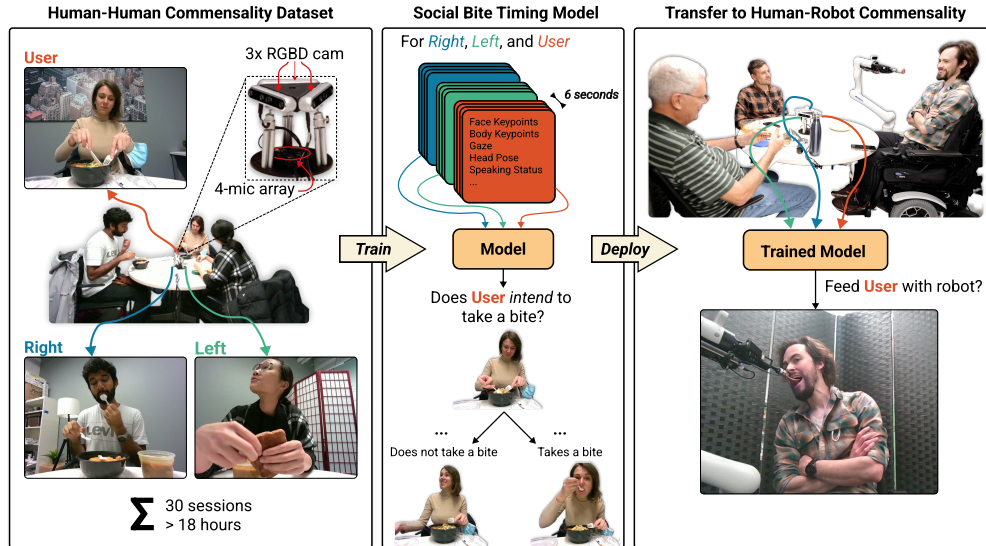 Human-Human Commensality Dataset
User
3x RGBD cam
4-mic array
Right
Left
Σ 30 sessions
> 18 hours
Train
Social Bite Timing Model
For Right, Left, and User
6 seconds
Face Keypoints
Body Keypoints
Gaze
Head Pose
Speaking Status
...
Model
Does User intend to
take a bite?
...
...
Does not take a bite
Takes a bite
Deploy
Transfer to Human-Robot Commensality
Trained Model
Feed User with robot?